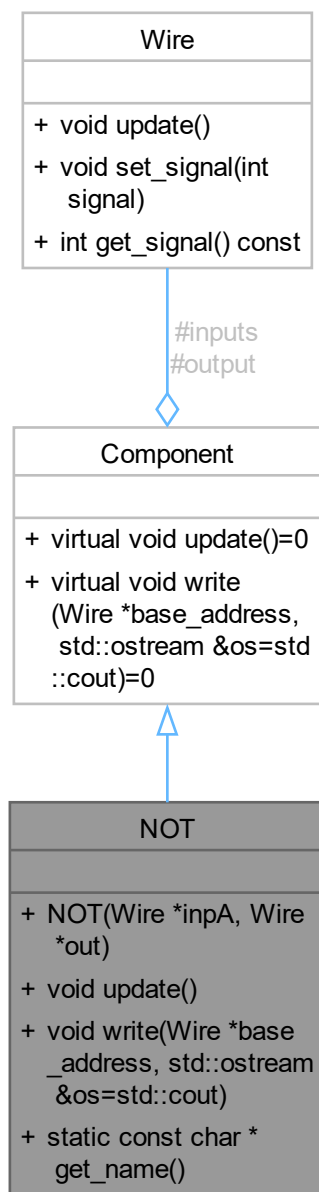 Wire
+ void update()
+ void set_signal(int
signal)
+ int get_signal() const
#inputs
#output
Component
+ virtual void update()=0
+ virtual void write
(Wire *base_address,
std::ostream &os=std
::cout)=0
NOT
+ NOT(Wire *inpA, Wire
*out)
+ void update()
+ void write(Wire *base
_address, std::ostream
&os=std::cout)
+ static const char *
get_name()